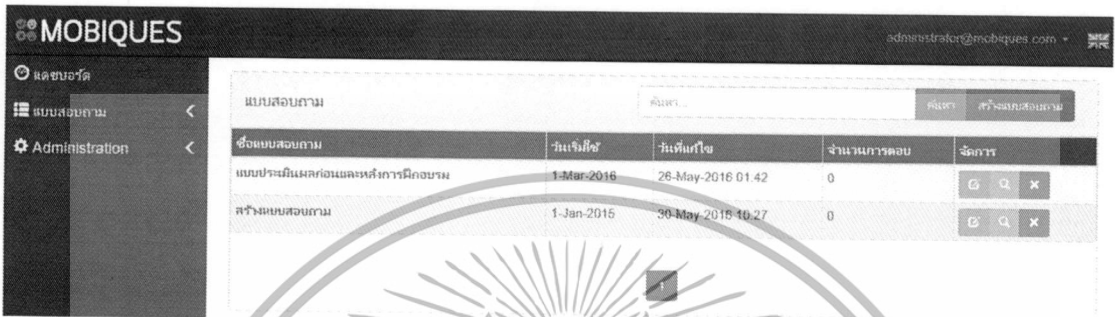 MOBIQUES
administrator@mobiques.com
แดชบอร์ด
แบบสอบถาม
Administration
แบบสอบถาม
ค้นหา...
ค้นหา
สร้างแบบสอบถาม
ชื่อแบบสอบถาม วันเริ่มใช้ วันที่แก้ไข จำนวนการตอบ จัดการ
แบบประเมินผลก่อนและหลังการฝึกอบรม 1-Mar-2016 26-May-2016 01:42 0
สร้างแบบสอบถาม 1-Jan-2015 30-May-2016 10:27 0
1